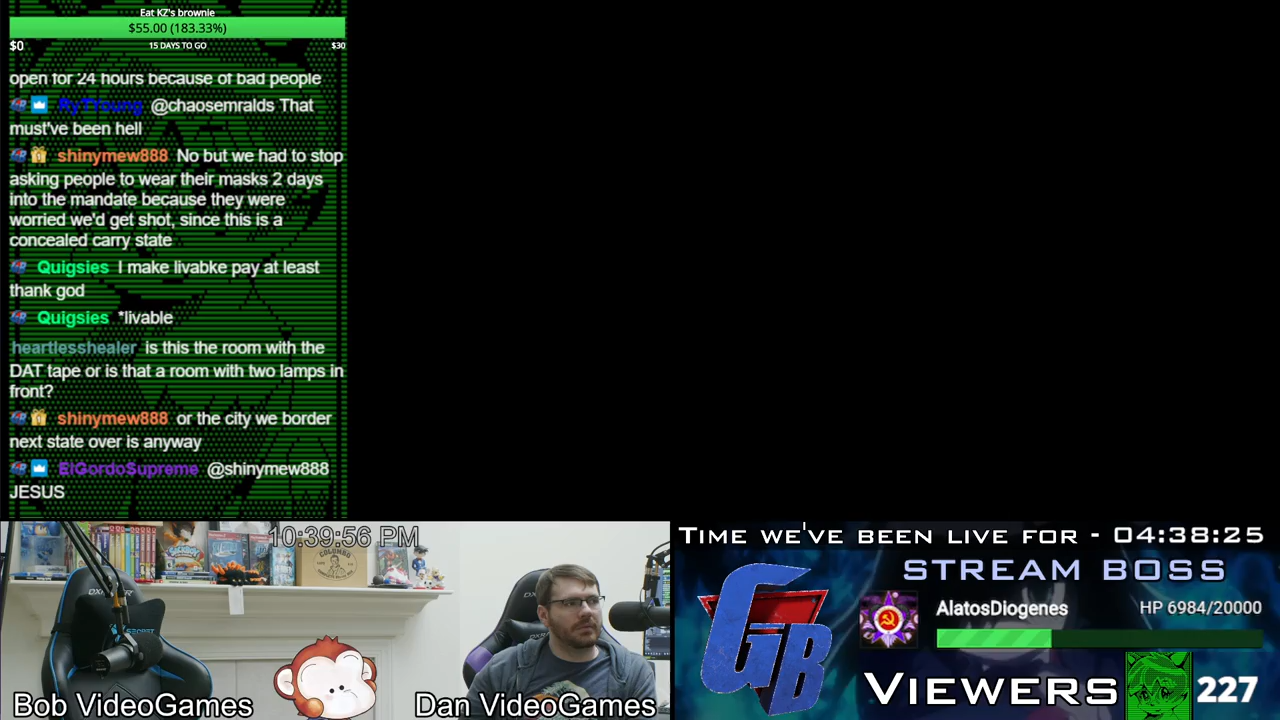 Eat KZ's brownie
$55.00 (183.33%)
$0 15 DAYS TO GO $30
open for 24 hours because of bad people
RyTYoung @chaosemralds That
must've been hell
shinymew888 No but we had to stop
asking people to wear their masks 2 days
into the mandate because they were
worried we'd get shot, since this is a
concealed carry state
Quigsies I make livabke pay at least
thank god
Quigsies *livable
heartlesshealer is this the room with the
DAT tape or is that a room with two lamps in
front?
shinymew888 or the city we border
next state over is anyway
ElGordoSupreme @shinymew888
JESUS
10:39:56 PM
COLUMBO
SACKBOY
SECRET
Bob VideoGames
Dan VideoGames
Time we've been live for - 04:38:25
STREAM BOSS
GB
AlatosDiogenes HP 6984/20000
Viewers 227